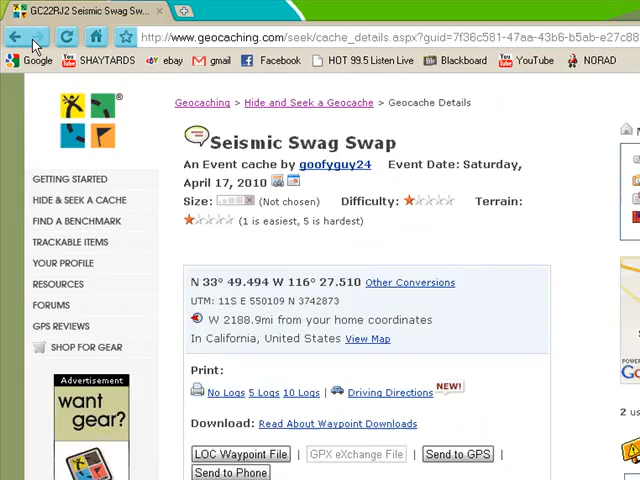 GC22RJ2 Seismic Swag Sw...
http://www.geocaching.com/seek/cache_details.aspx?guid=7f36c581-47aa-43b6-b5ab-e27c88
Google SHAYTARDS ebay gmail Facebook HOT 99.5 Listen Live Blackboard YouTube NORAD
Geocaching > Hide and Seek a Geocache > Geocache Details
Seismic Swag Swap
An Event cache by goofyguy24 Event Date: Saturday,
April 17, 2010
Size: (Not chosen) Difficulty: Terrain:
(1 is easiest, 5 is hardest)
GETTING STARTED
HIDE & SEEK A CACHE
FIND A BENCHMARK
TRACKABLE ITEMS
YOUR PROFILE
RESOURCES
FORUMS
GPS REVIEWS
SHOP FOR GEAR
Advertisement
want
gear?
N 33° 49.494 W 116° 27.510 Other Conversions
UTM: 11S E 550109 N 3742873
W 2188.9mi from your home coordinates
In California, United States View Map
Print:
No Logs 5 Logs 10 Logs | Driving Directions NEW!
Download: Read About Waypoint Downloads
LOC Waypoint File | GPX eXchange File | Send to GPS |
Send to Phone
POWERED
Go
2 u